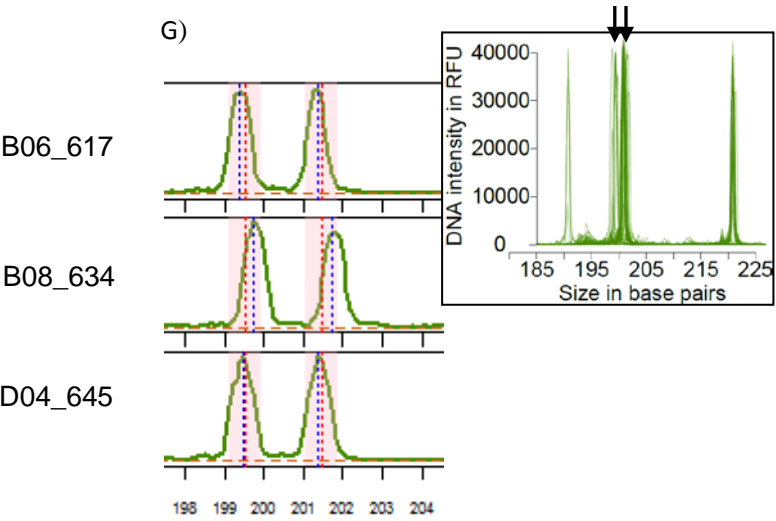 G)
B06_617
B08_634
D04_645
198 199 200 201 202 203 204
DNA intensity in RFU
40000
30000
20000
10000
0
185 195 205 215 225
Size in base pairs